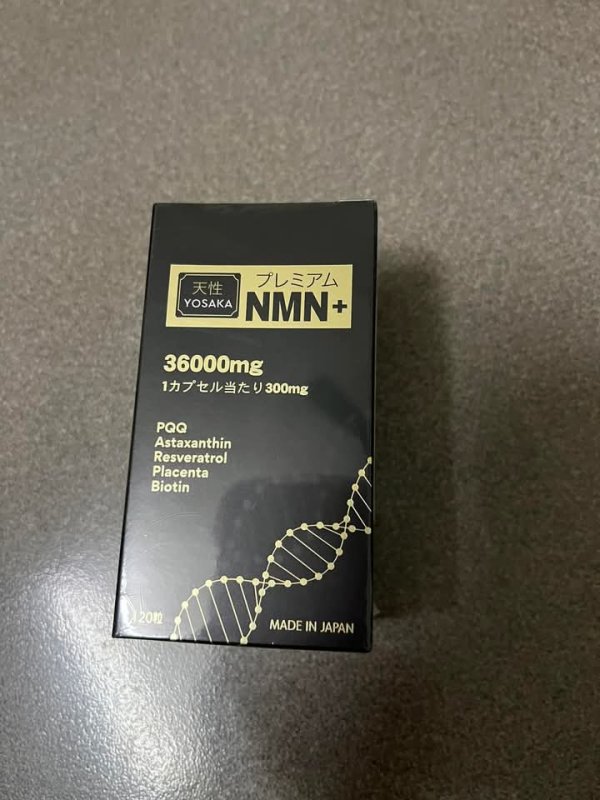 天性
YOSAKA
プレミアム
NMN+
36000mg
1カプセル当たり300mg
PQQ
Astaxanthin
Resveratrol
Placenta
Biotin
120粒
MADE IN JAPAN